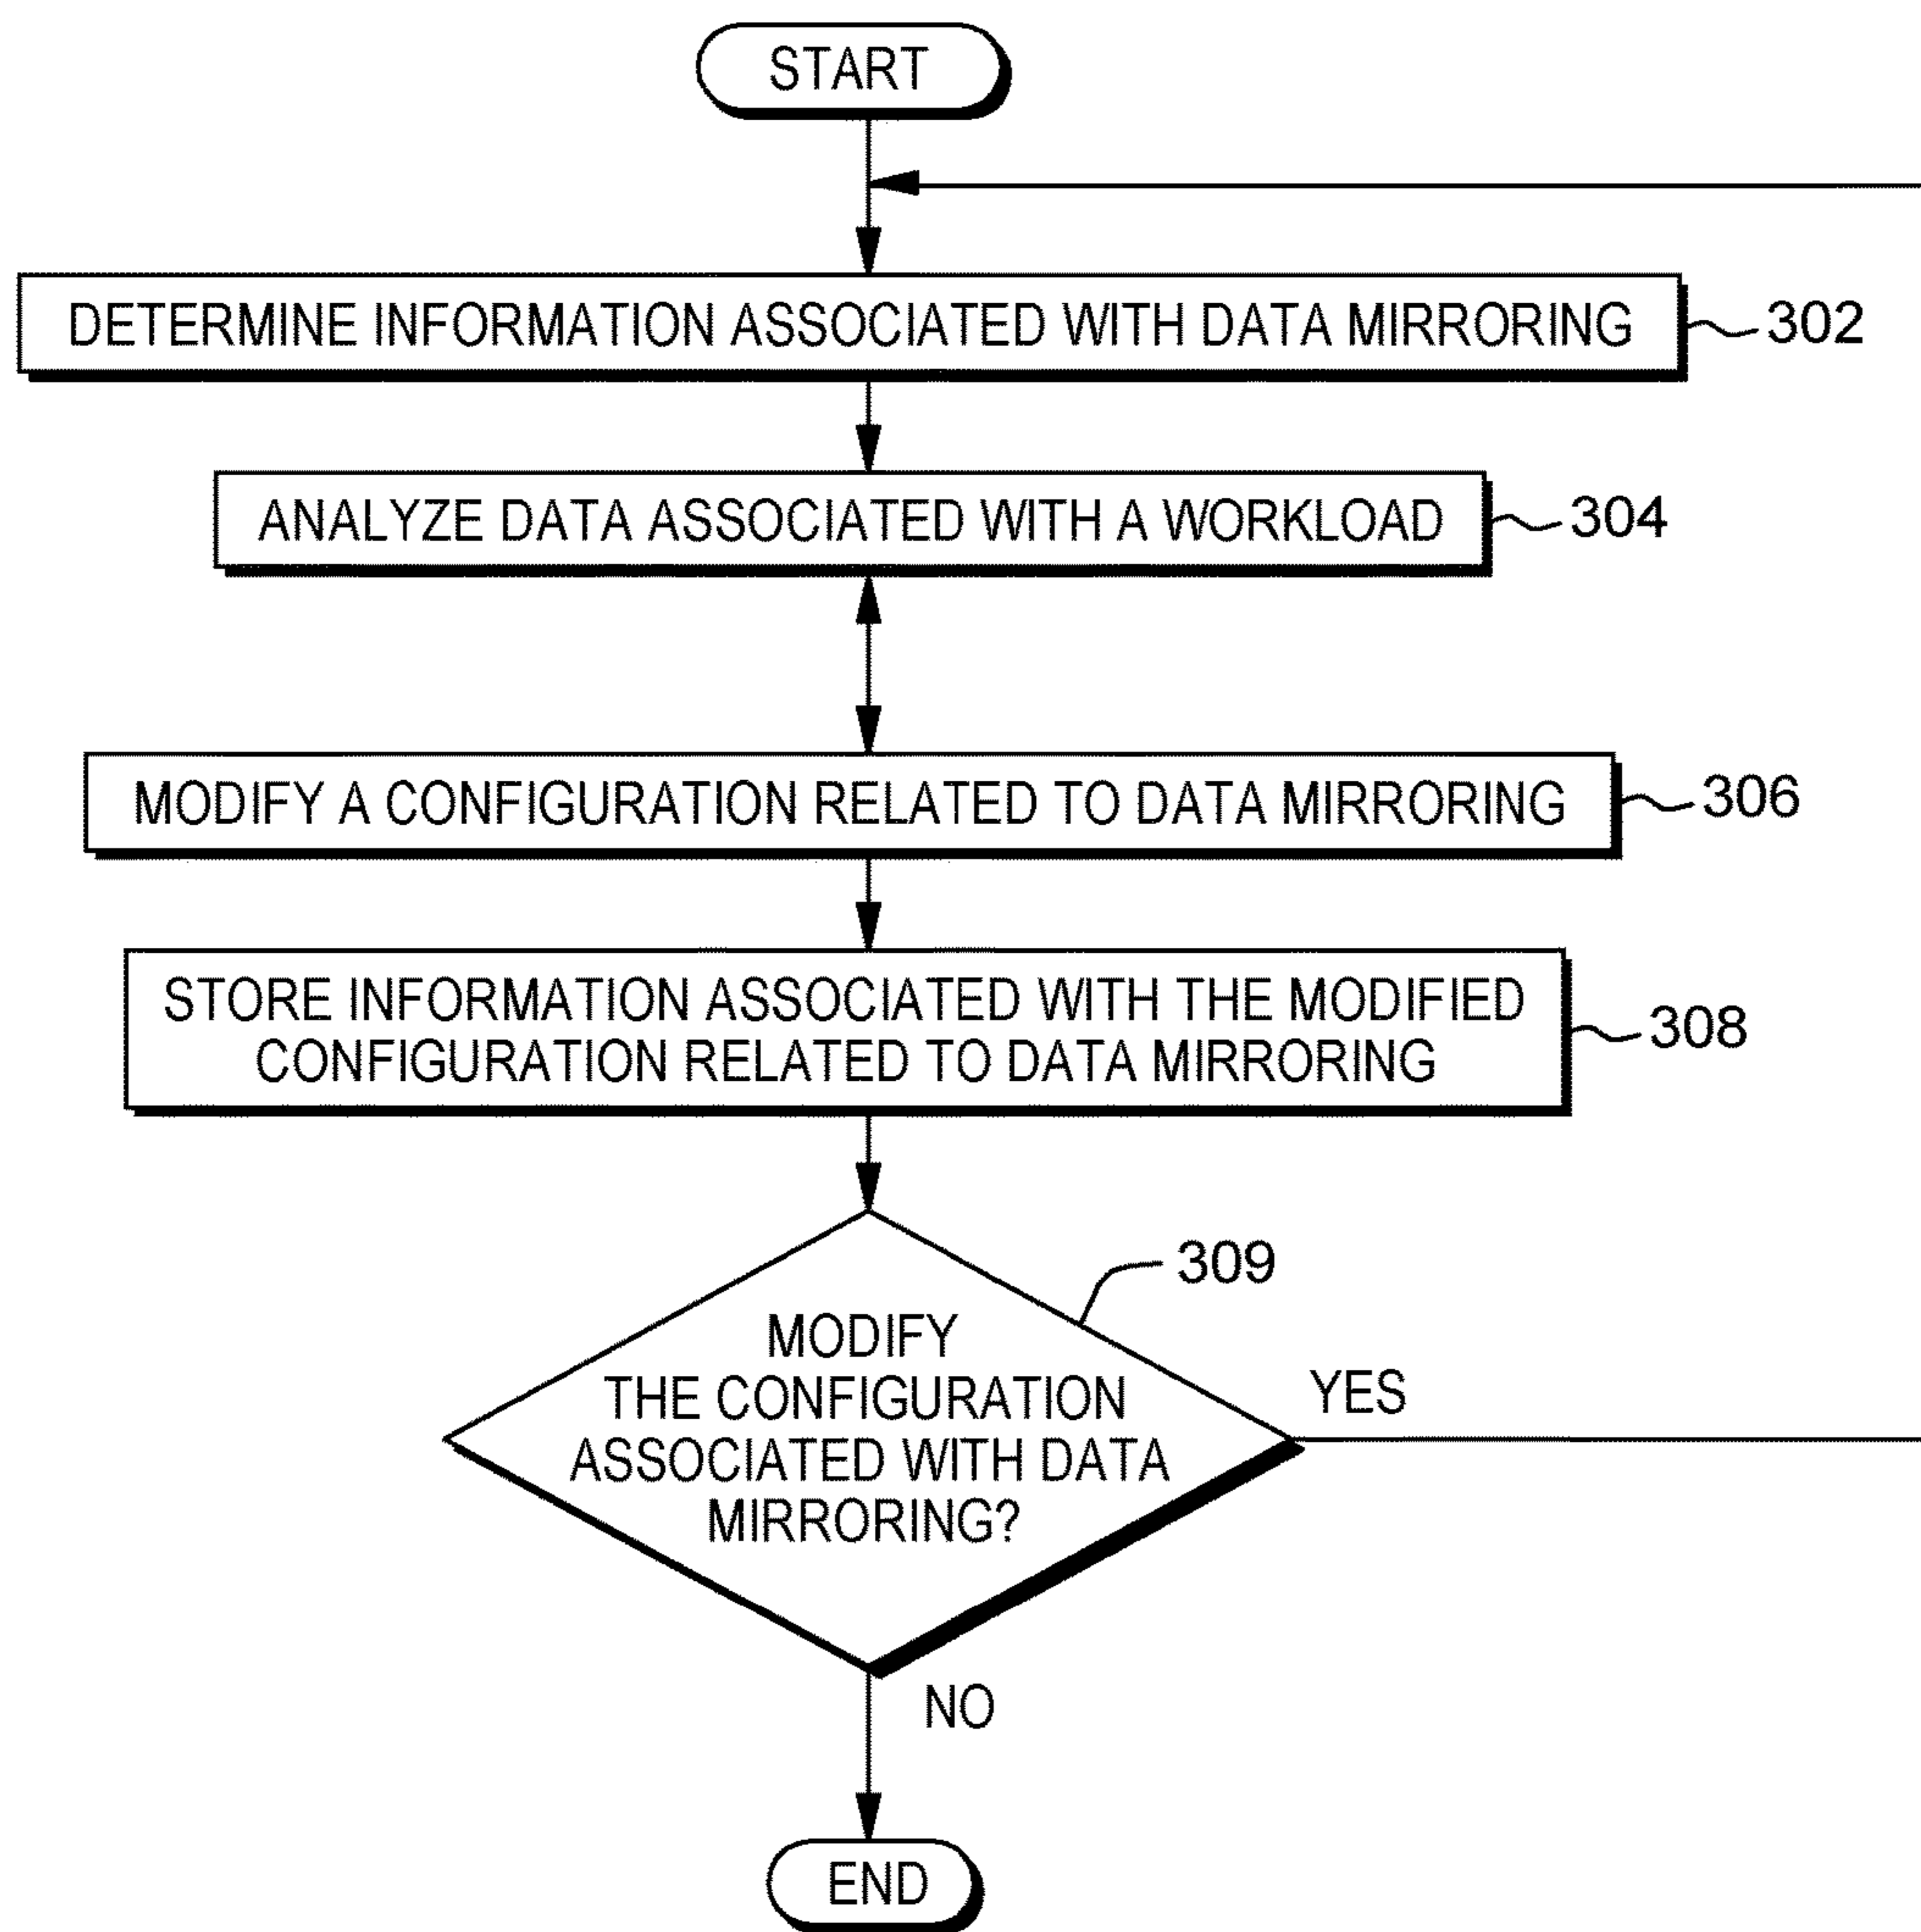 START
DETERMINE INFORMATION ASSOCIATED WITH DATA MIRRORING
302
ANALYZE DATA ASSOCIATED WITH A WORKLOAD
304
MODIFY A CONFIGURATION RELATED TO DATA MIRRORING
306
STORE INFORMATION ASSOCIATED WITH THE MODIFIED
CONFIGURATION RELATED TO DATA MIRRORING
308
309
MODIFY
THE CONFIGURATION
ASSOCIATED WITH DATA
MIRRORING?
YES
NO
END